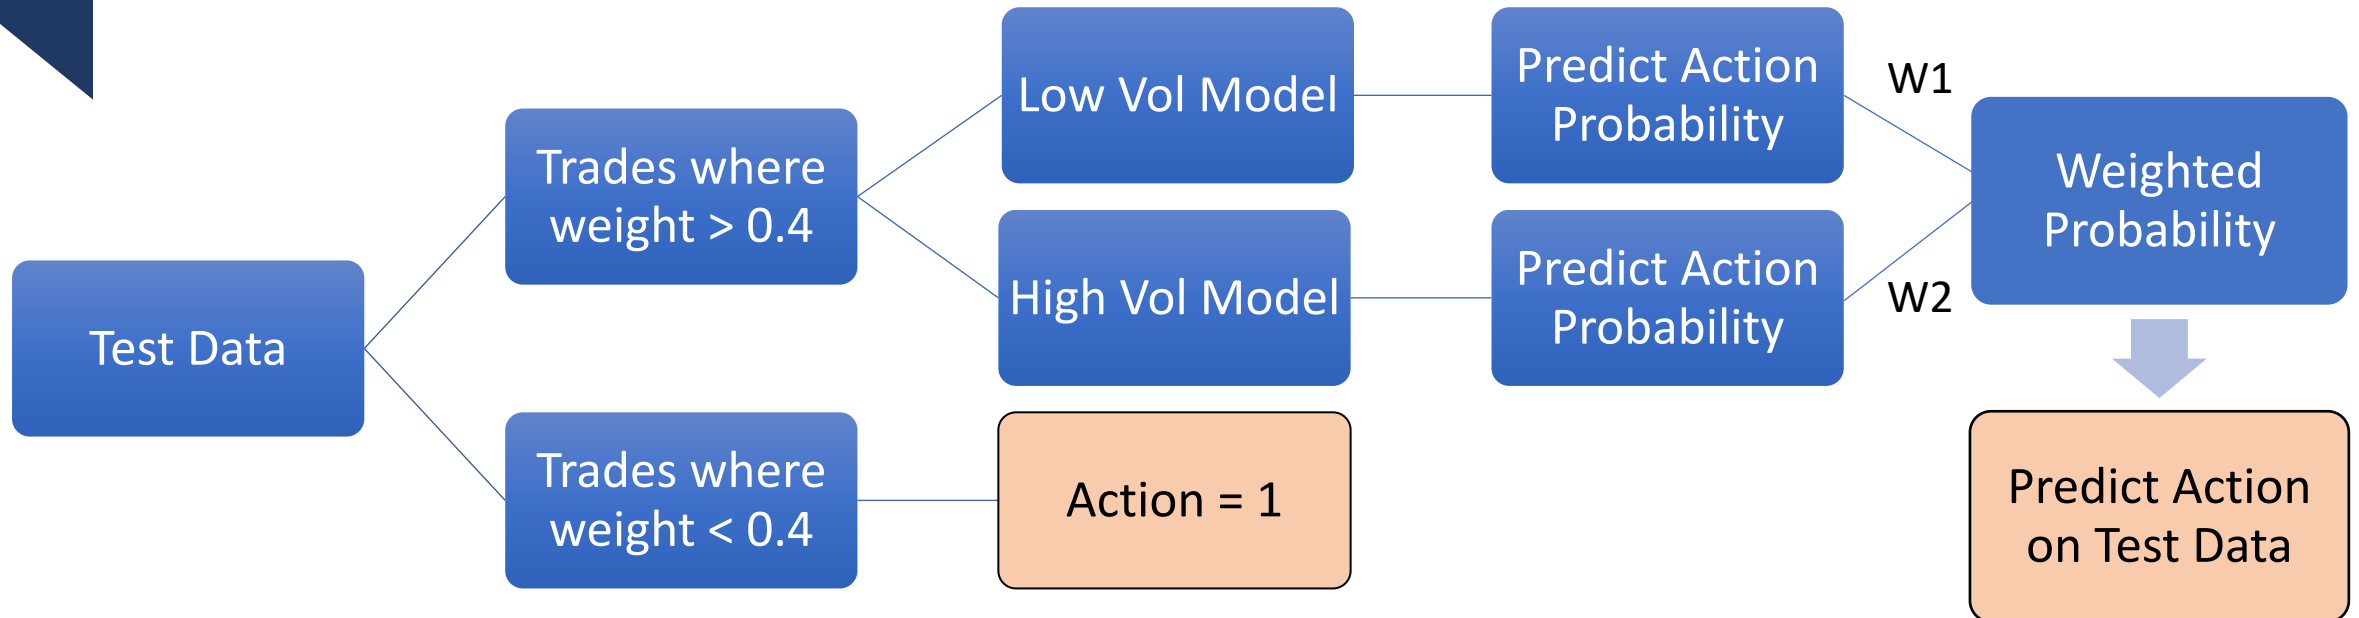 Test Data
Trades where
weight > 0.4
Trades where
weight < 0.4
Low Vol Model
High Vol Model
Action = 1
Predict Action
Probability
Predict Action
Probability
W1
W2
Weighted
Probability
Predict Action
on Test Data